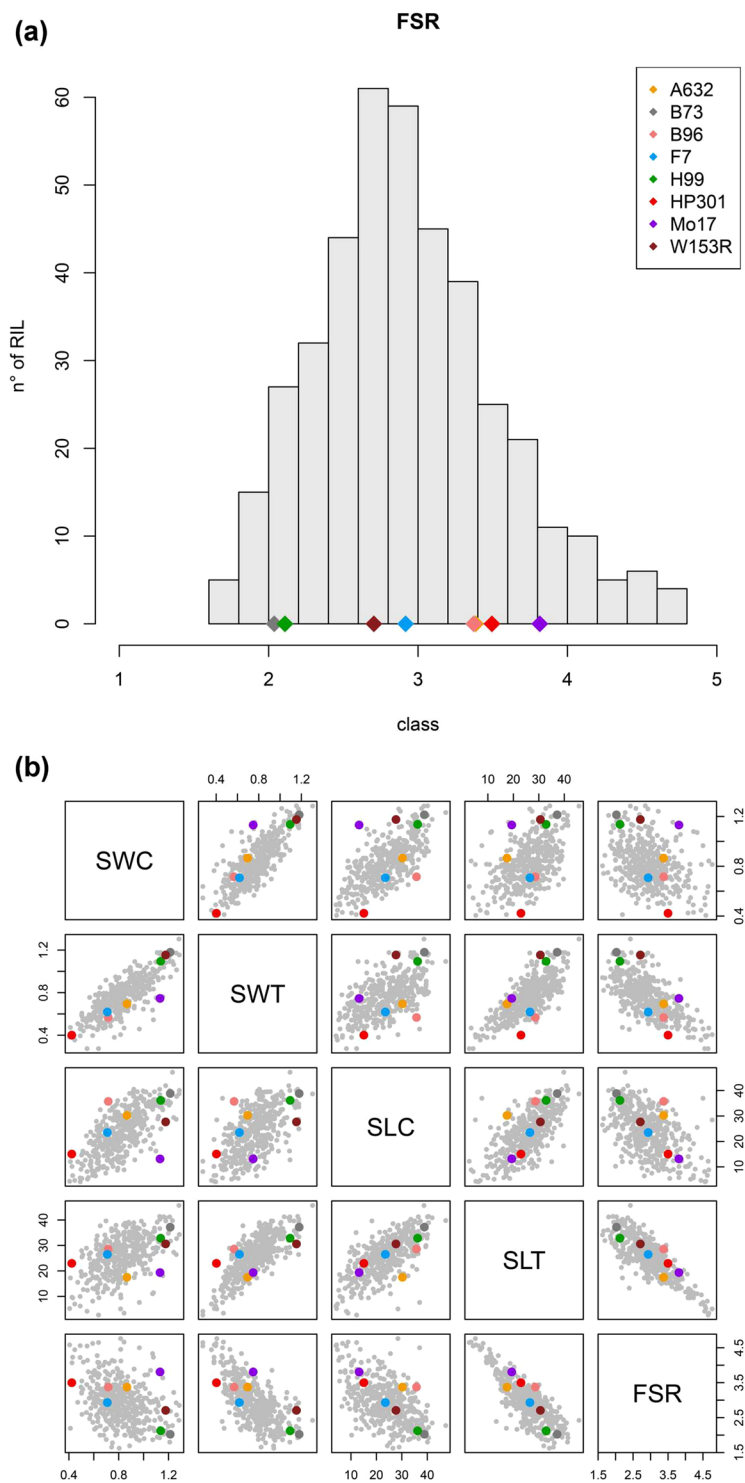 (a)
FSR
A632
B73
B96
F7
H99
HP301
Mo17
W153R
n° of RIL
0 10 20 30 40 50 60
1 2 3 4 5
class
(b)
0.4 0.8 1.2
10 20 30 40
SWC
0.4 0.8 1.2
0.4 0.8 1.2
SWT
SLC
10 20 30 40
10 20 30 40
SLT
FSR
1.5 2.5 3.5 4.5
0.4 0.8 1.2
10 20 30 40
1.5 2.5 3.5 4.5